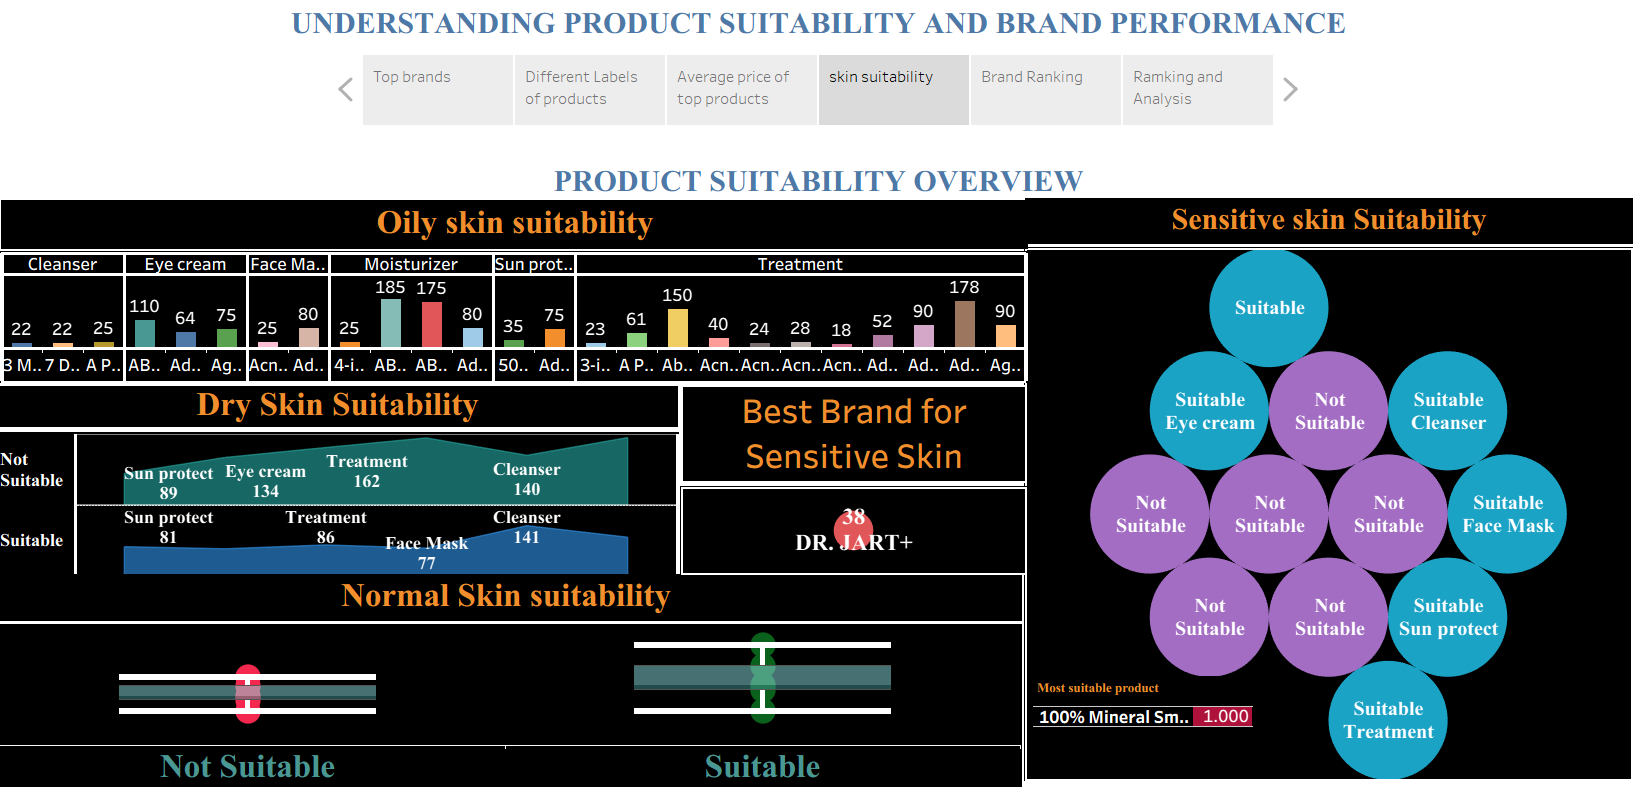 UNDERSTANDING PRODUCT SUITABILITY AND BRAND PERFORMANCE
Top brands
Different Labels
of products
Average price of
top products
skin suitability
Brand Ranking
Ramking and
Analysis
PRODUCT SUITABILITY OVERVIEW
Oily skin suitability
Cleanser Eye cream Face Ma.. Moisturizer Sun prot.. Treatment
22 22 25 110 64 75 25 80 25 185 175 80 35 75 23 61 150 40 24 28 18 52 90 178 90
3 M.. 7 D.. A P.. AB.. Ad.. Ag.. Acn.. Ad.. 4-i.. AB.. AB.. Ad.. 50.. Ad.. 3-i.. A P.. Ab.. Acn.. Acn.. Acn.. Acn.. Ad.. Ad.. Ad.. Ag..
Dry Skin Suitability
Not
Suitable
Sun protect
89
Eye cream
134
Treatment
162
Cleanser
140
Suitable
Sun protect
81
Treatment
86
Face Mask
77
Cleanser
141
Best Brand for
Sensitive Skin
38
DR. JART+
Normal Skin suitability
Not Suitable
Suitable
Sensitive skin Suitability
Suitable
Suitable
Eye cream
Not
Suitable
Suitable
Cleanser
Not
Suitable
Not
Suitable
Not
Suitable
Suitable
Face Mask
Not
Suitable
Not
Suitable
Suitable
Sun protect
Suitable
Treatment
Most suitable product
100% Mineral Sm.. 1.000